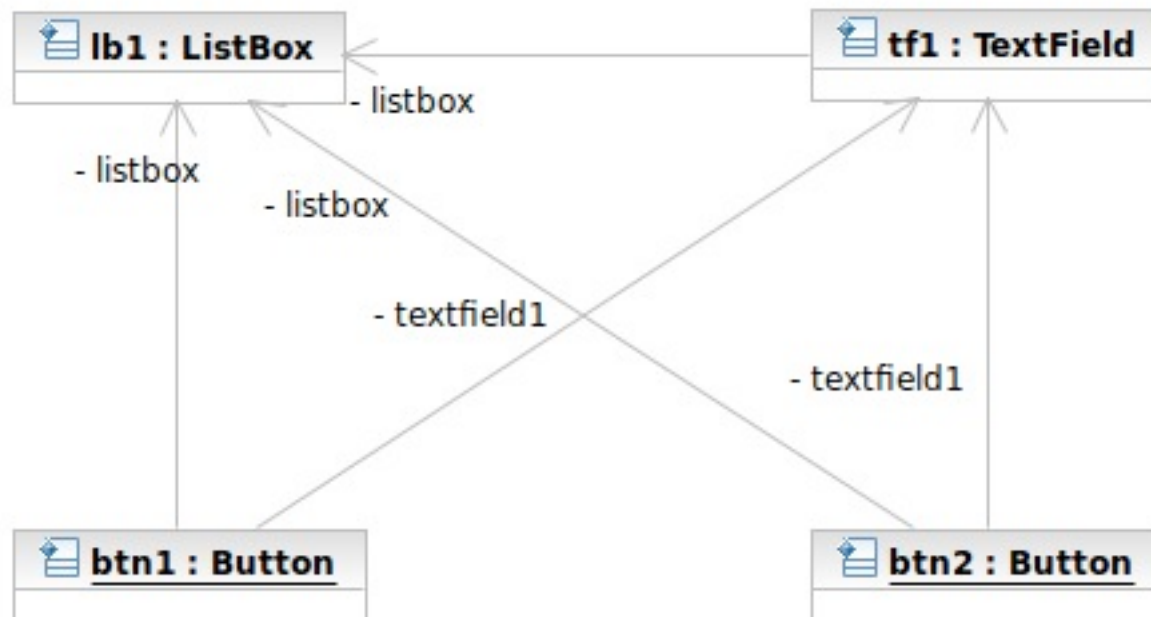 lb1 : ListBox
tf1 : TextField
- listbox
- listbox
- listbox
- textfield1
- textfield1
btn1 : Button
btn2 : Button